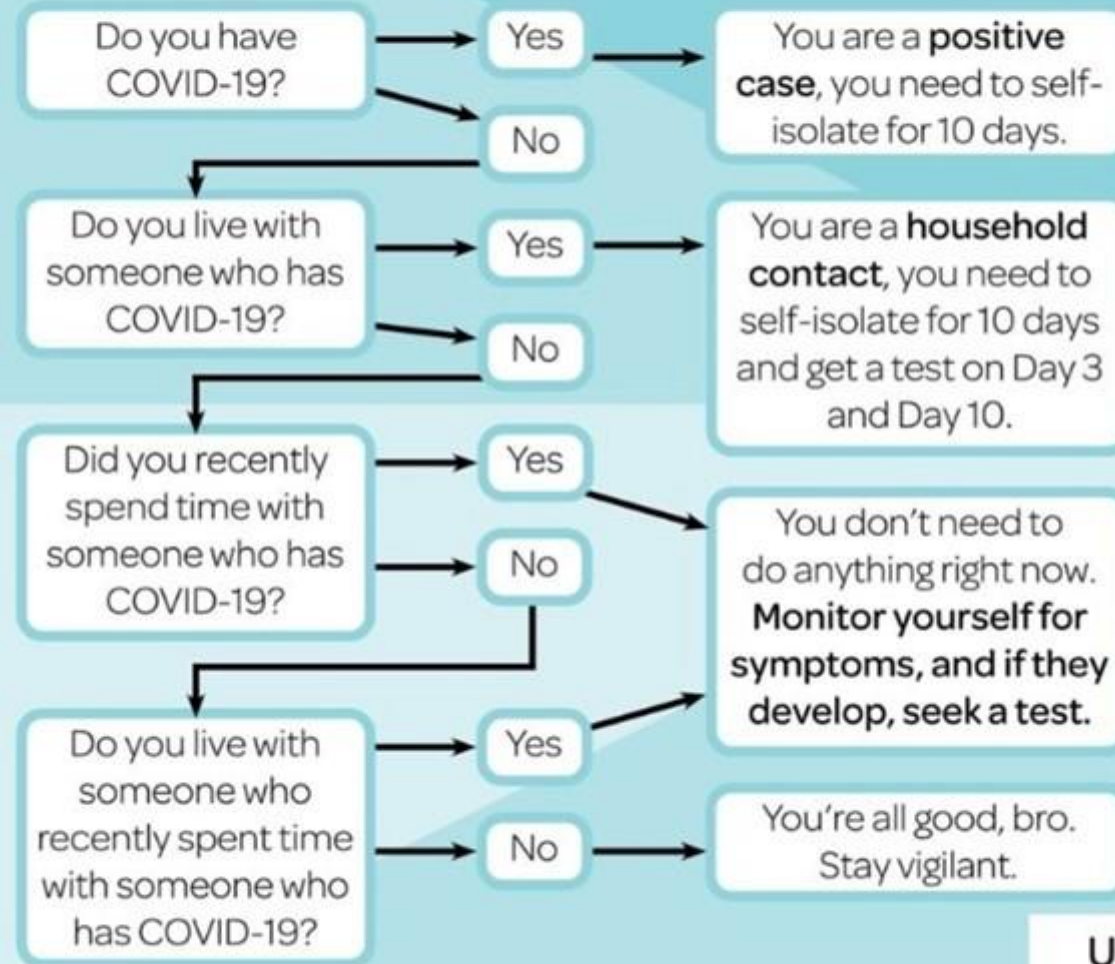 Do you have
COVID-19?
Yes
You are a positive
case, you need to self-
isolate for 10 days.
No
Do you live with
someone who has
COVID-19?
Yes
You are a household
contact, you need to
self-isolate for 10 days
and get a test on Day 3
and Day 10.
No
Did you recently
spend time with
someone who has
COVID-19?
Yes
No
You don't need to
do anything right now.
Monitor yourself for
symptoms, and if they
develop, seek a test.
Do you live with
someone who
recently spent time
with someone who
has COVID-19?
Yes
No
You're all good, bro.
Stay vigilant.
U